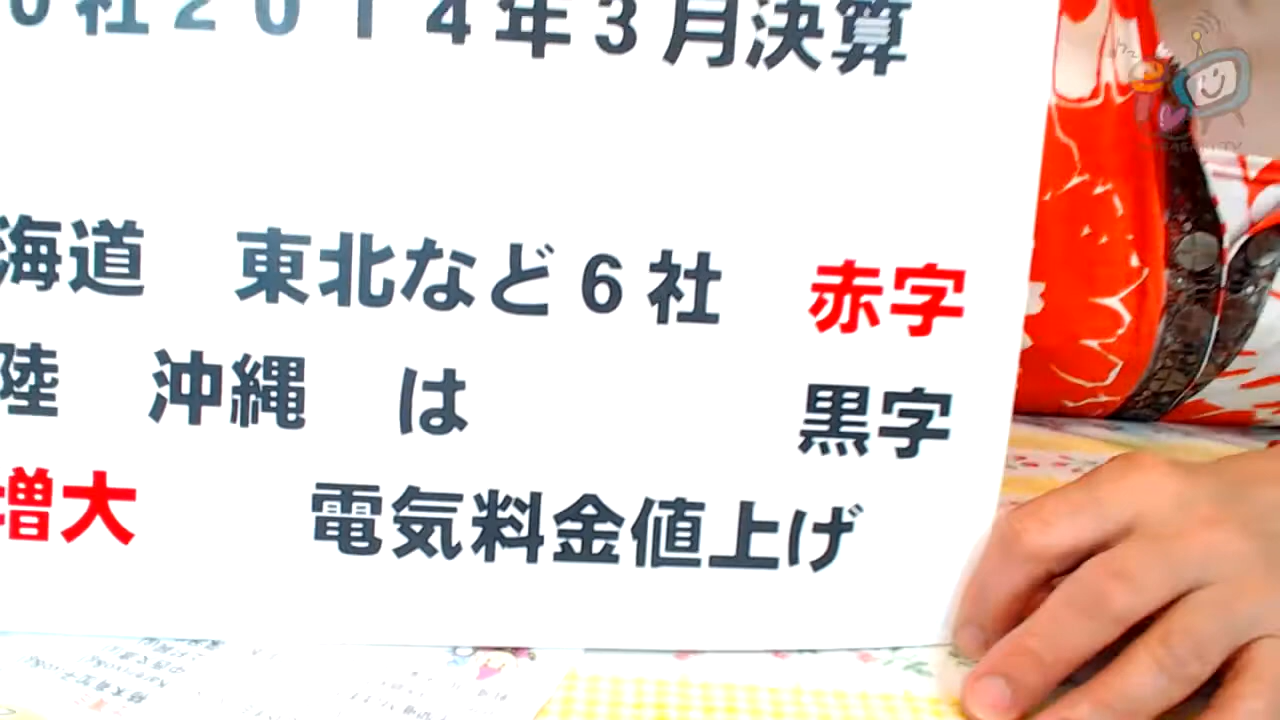 0社2014年3月決算
海道 東北など6社 赤字
陸 沖縄 は 黒字
増大 電気料金値上げ